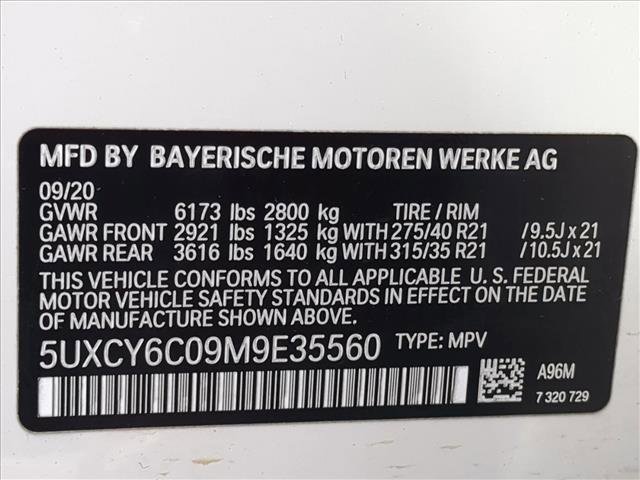 MFD BY BAYERISCHE MOTOREN WERKE AG
09/20
GVWR 6173 lbs 2800 kg TIRE / RIM
GAWR FRONT 2921 lbs 1325 kg WITH 275/40 R21 / 9.5J x 21
GAWR REAR 3616 lbs 1640 kg WITH 315/35 R21 / 10.5J x 21
THIS VEHICLE CONFORMS TO ALL APPLICABLE U. S. FEDERAL
MOTOR VEHICLE SAFETY STANDARDS IN EFFECT ON THE DATE
OF MANUFACTURE SHOWN ABOVE.
5UXCY6C09M9E35560 TYPE: MPV
A96M
7 320 729